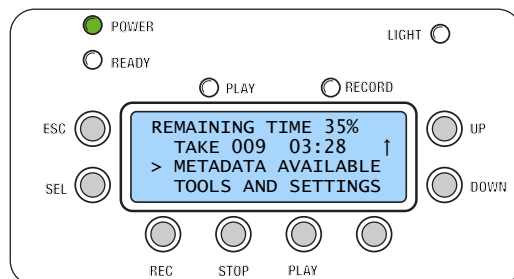 POWER
LIGHT
READY
PLAY
RECORD
ESC
REMAINING TIME 35%
UP
TAKE 009 03:28 ↑
> METADATA AVAILABLE
SEL
TOOLS AND SETTINGS
DOWN
REC
STOP
PLAY